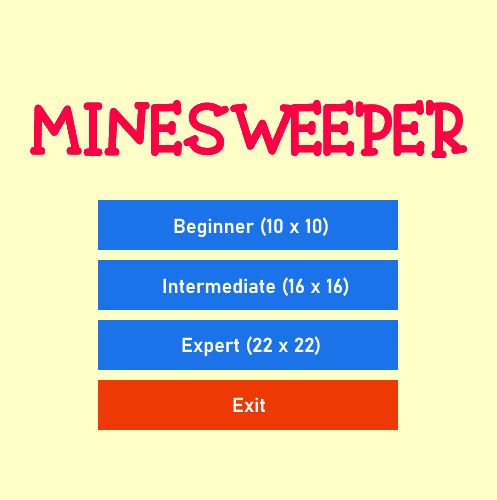 MINESWEEPER
Beginner (10 x 10)
Intermediate (16 x 16)
Expert (22 x 22)
Exit